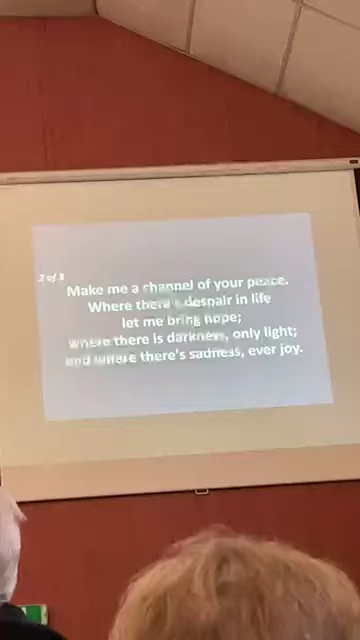 2 of 5
Make me a channel of your peace.
Where there's despair in life
let me bring hope;
where there is darkness, only light;
and where there's sadness, ever joy.